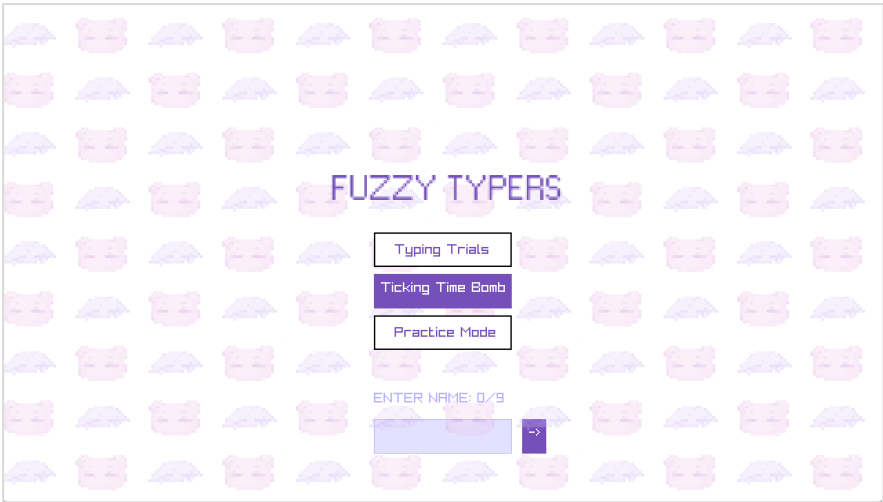 FUZZY TYPERS
Typing Trials
Ticking Time Bomb
Practice Mode
ENTER NAME: 0/9
->